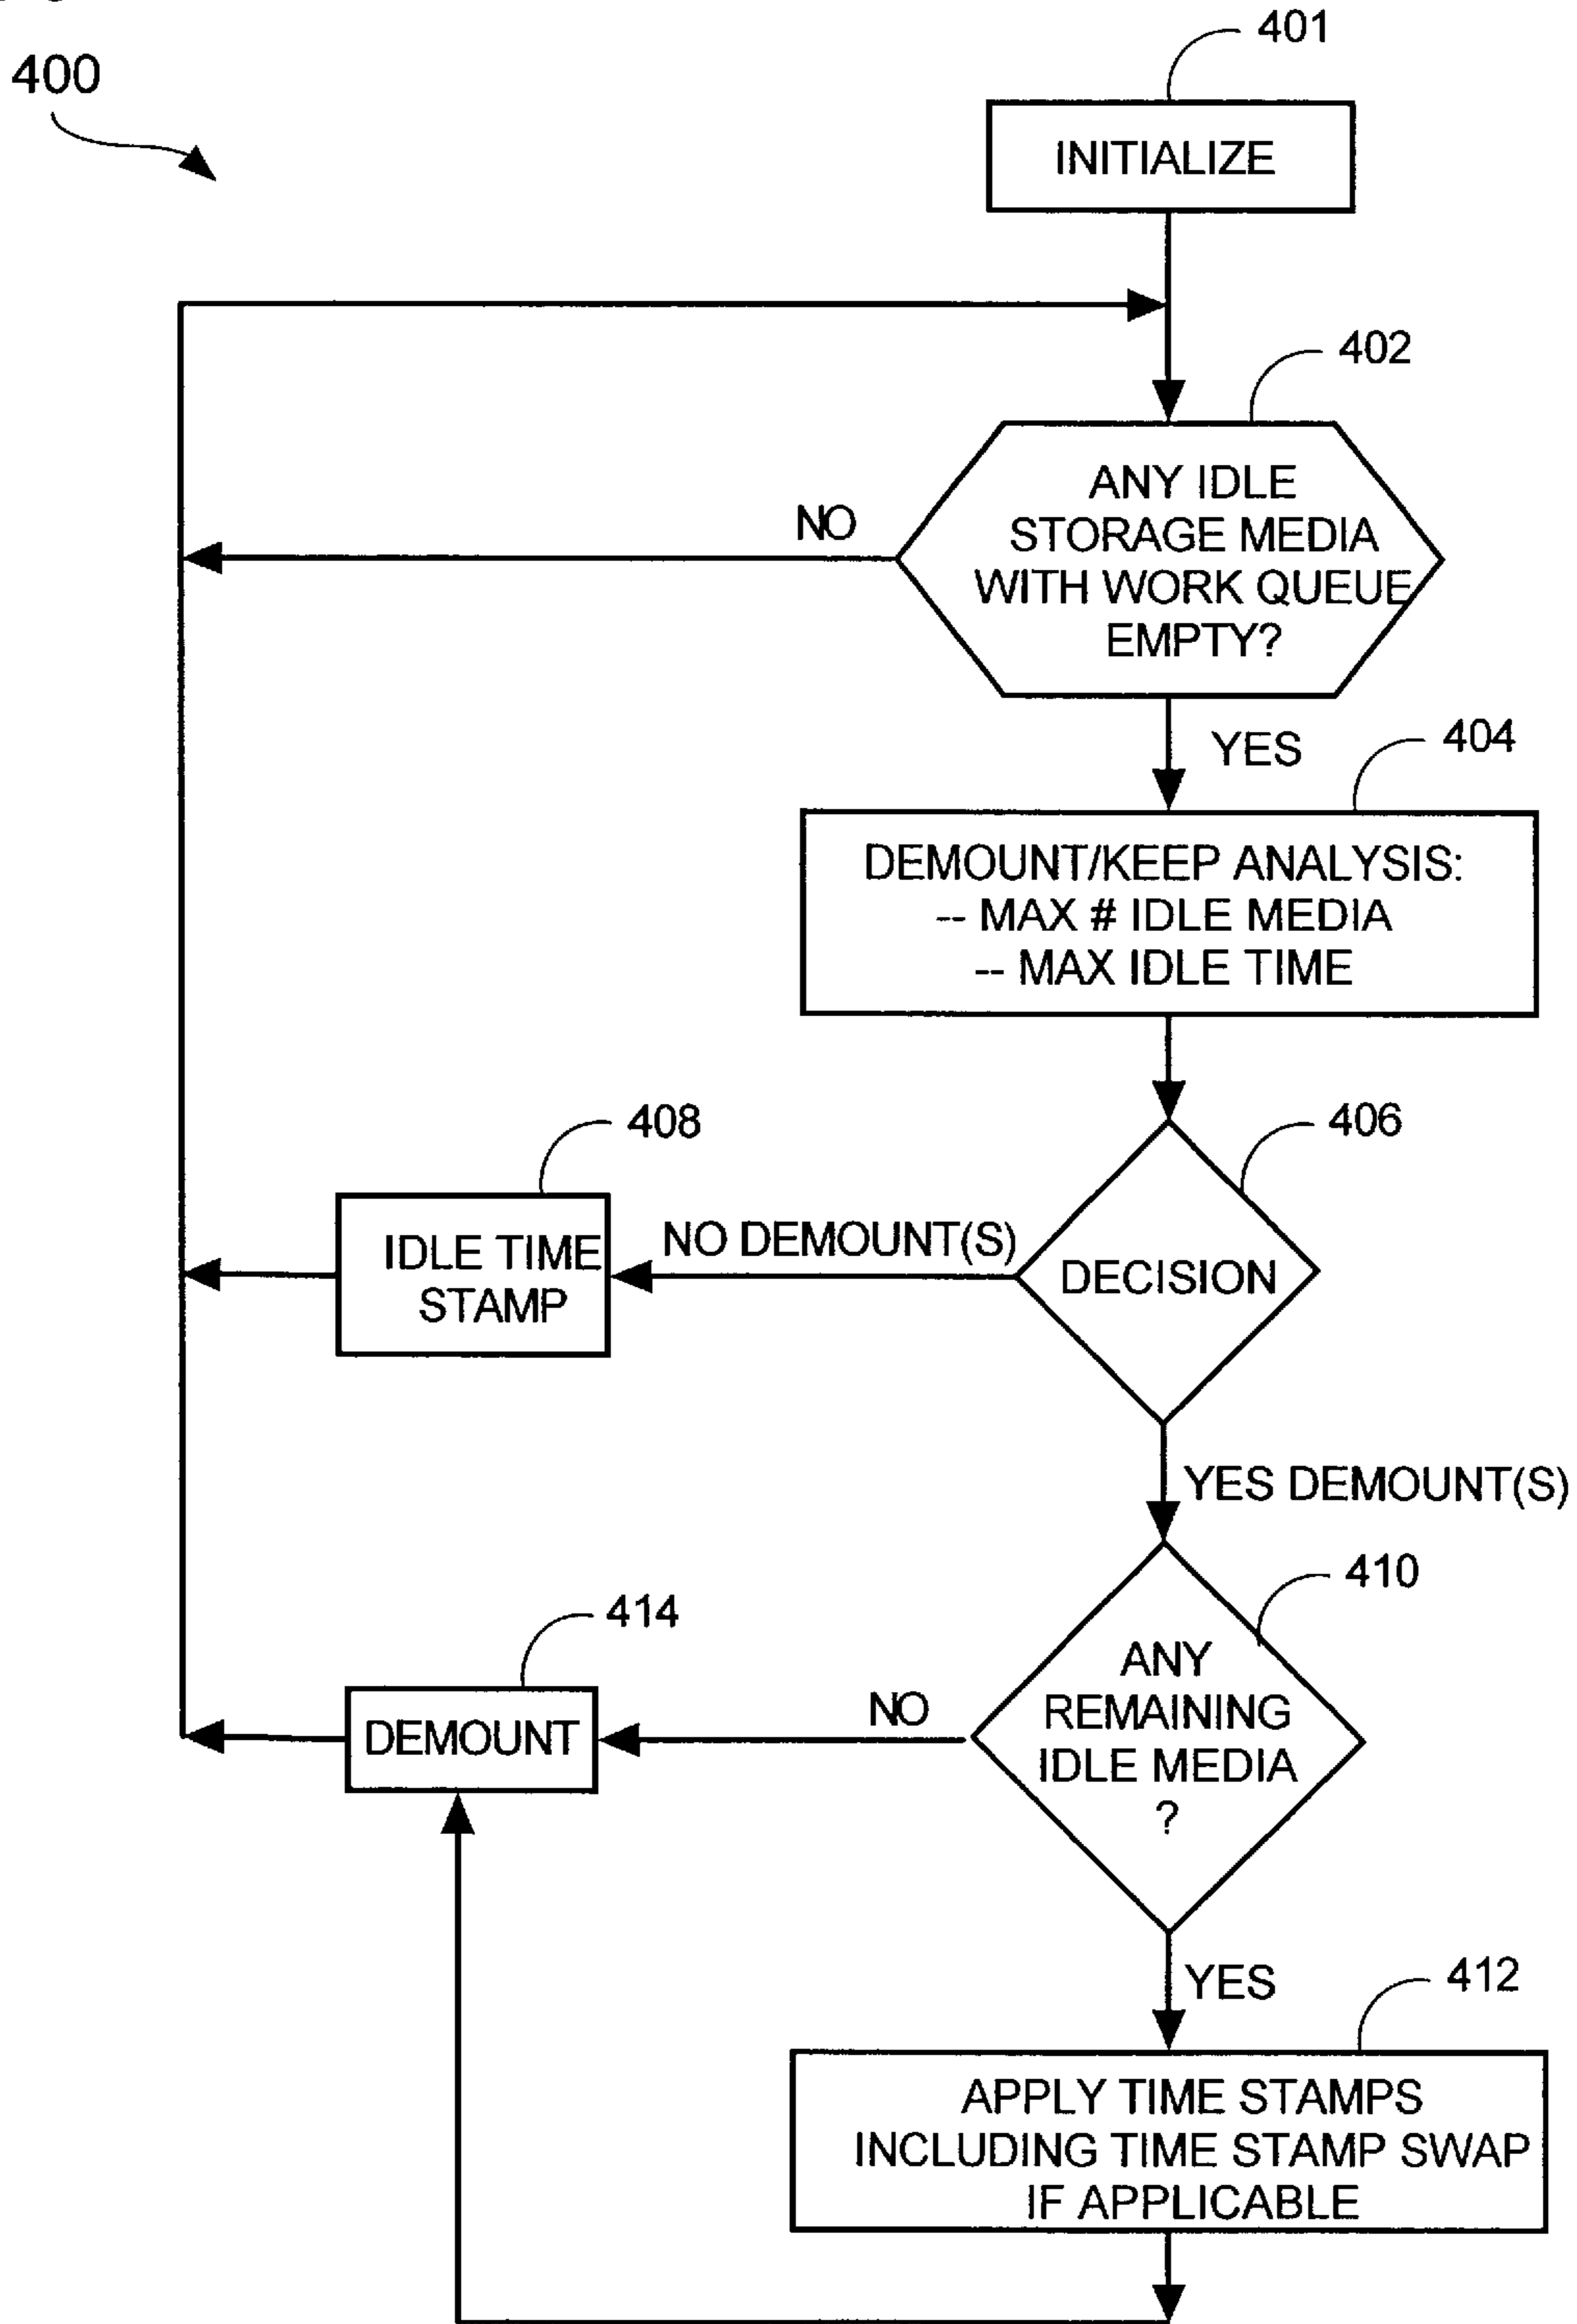 400
401
INITIALIZE
402
ANY IDLE
STORAGE MEDIA
WITH WORK QUEUE
EMPTY?
NO
YES
404
DEMOUNT/KEEP ANALYSIS:
-- MAX # IDLE MEDIA
-- MAX IDLE TIME
406
DECISION
NO DEMOUNT(S)
408
IDLE TIME
STAMP
YES DEMOUNT(S)
410
ANY
REMAINING
IDLE MEDIA
?
NO
414
DEMOUNT
YES
412
APPLY TIME STAMPS
INCLUDING TIME STAMP SWAP
IF APPLICABLE